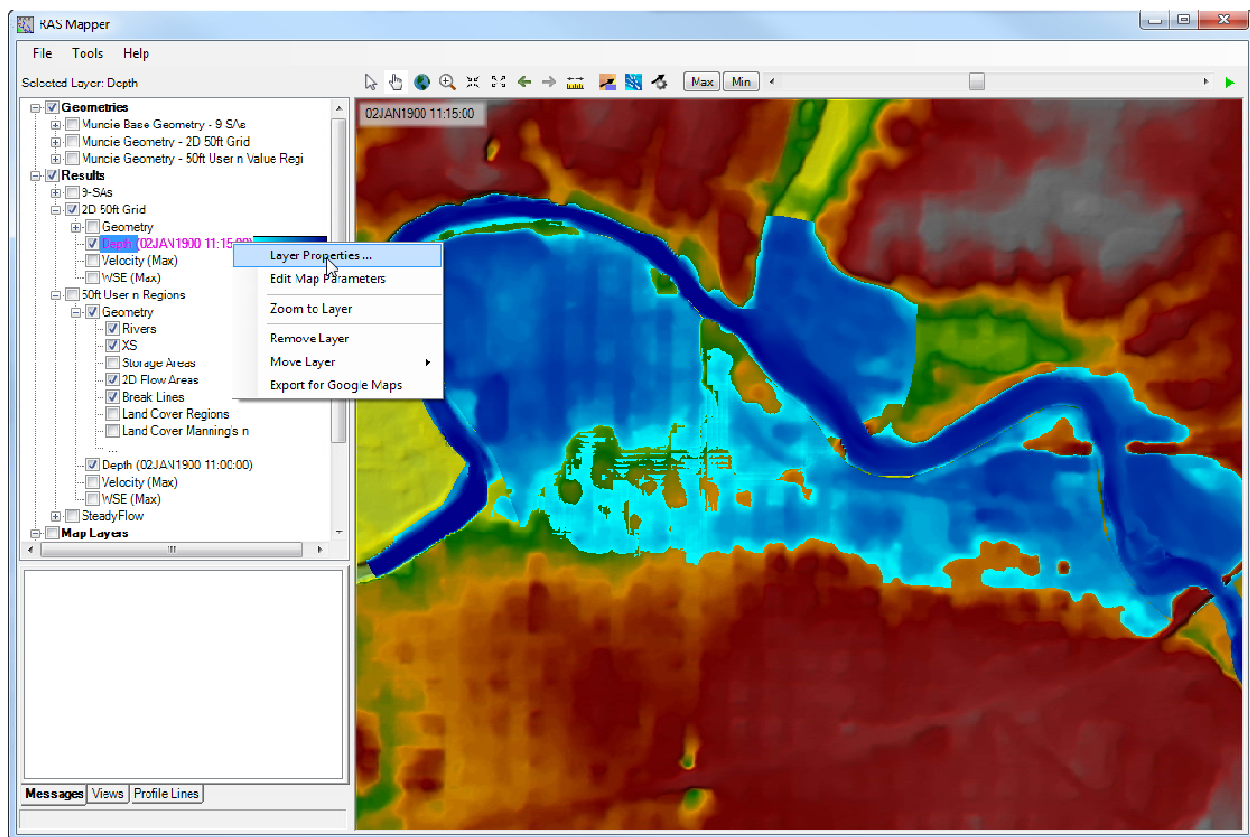 RAS Mapper
File Tools Help
Selected Layer: Depth
Max Min
02JAN1900 11:15:00
Geometries
Muncie Base Geometry - 9 SAs
Muncie Geometry - 2D 50ft Grid
Muncie Geometry - 50ft User n Value Regi
Results
9-SAs
2D 50ft Grid
Geometry
Depth (02JAN1900 11:15:00)
Velocity (Max)
WSE (Max)
50ft User n Regions
Geometry
Rivers
XS
Storage Areas
2D Flow Areas
Break Lines
Land Cover Regions
Land Cover Manning's n
...
Depth (02JAN1900 11:00:00)
Velocity (Max)
WSE (Max)
SteadyFlow
Map Layers
Layer Properties ...
Edit Map Parameters
Zoom to Layer
Remove Layer
Move Layer
Export for Google Maps
Messages Views Profile Lines